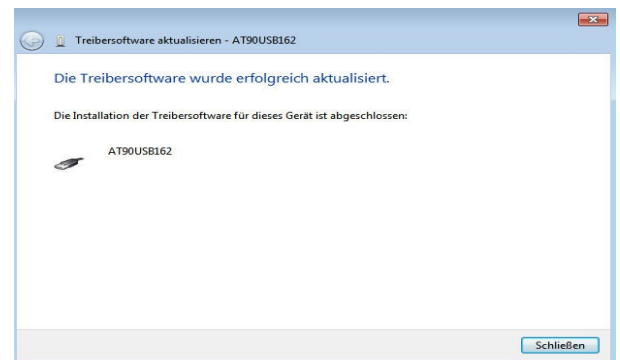 Treibersoftware aktualisieren - AT90USB162
Die Treibersoftware wurde erfolgreich aktualisiert.
Die Installation der Treibersoftware für dieses Gerät ist abgeschlossen:
AT90USB162
Schließen